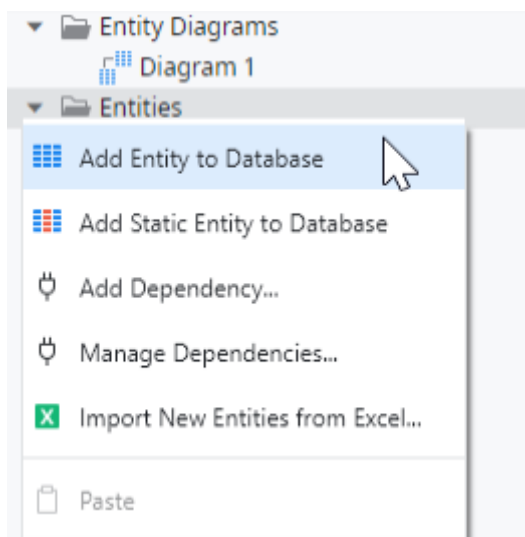 Entity Diagrams
Diagram 1
Entities
Add Entity to Database
Add Static Entity to Database
Add Dependency...
Manage Dependencies...
Import New Entities from Excel...
Paste